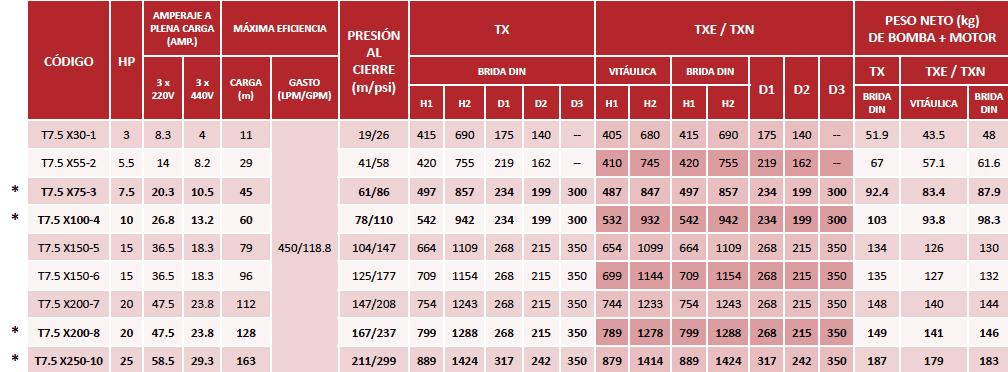 CÓDIGO HP AMPERAJE A PLENA CARGA (AMP.) MÁXIMA EFICIENCIA PRESIÓN AL CIERRE (m/psi) TX TXE / TXN PESO NETO (kg) DE BOMBA + MOTOR
3 x 220V 3 x 440V CARGA (m) GASTO (LPM/GPM) BRIDA DIN VITÁULICA BRIDA DIN D1 D2 D3 TX TXE / TXN
H1 H2 D1 D2 D3 H1 H2 H1 H2 BRIDA DIN VITÁULICA BRIDA DIN
T7.5 X30-1 3 8.3 4 11 19/26 415 690 175 140 -- 405 680 415 690 175 140 -- 51.9 43.5 48
T7.5 X55-2 5.5 14 8.2 29 41/58 420 755 219 162 -- 410 745 420 755 219 162 -- 67 57.1 61.6
* T7.5 X75-3 7.5 20.3 10.5 45 61/86 497 857 234 199 300 487 847 497 857 234 199 300 92.4 83.4 87.9
* T7.5 X100-4 10 26.8 13.2 60 78/110 542 942 234 199 300 532 932 542 942 234 199 300 103 93.8 98.3
T7.5 X150-5 15 36.5 18.3 79 450/118.8 104/147 664 1109 268 215 350 654 1099 664 1109 268 215 350 134 126 130
T7.5 X150-6 15 36.5 18.3 96 125/177 709 1154 268 215 350 699 1144 709 1154 268 215 350 135 127 132
T7.5 X200-7 20 47.5 23.8 112 147/208 754 1243 268 215 350 744 1233 754 1243 268 215 350 148 140 144
* T7.5 X200-8 20 47.5 23.8 128 167/237 799 1288 268 215 350 789 1278 799 1288 268 215 350 149 141 146
* T7.5 X250-10 25 58.5 29.3 163 211/299 889 1424 317 242 350 879 1414 889 1424 317 242 350 187 179 183